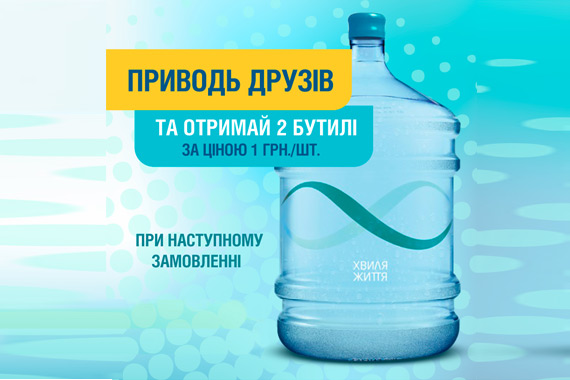 ПРИВОДЬ ДРУЗІВ
ТА ОТРИМАЙ 2 БУТИЛІ
ЗА ЦІНОЮ 1 ГРН./ШТ.
ПРИ НАСТУПНОМУ
ЗАМОВЛЕННІ
ХВИЛЯ
ЖИТТЯ